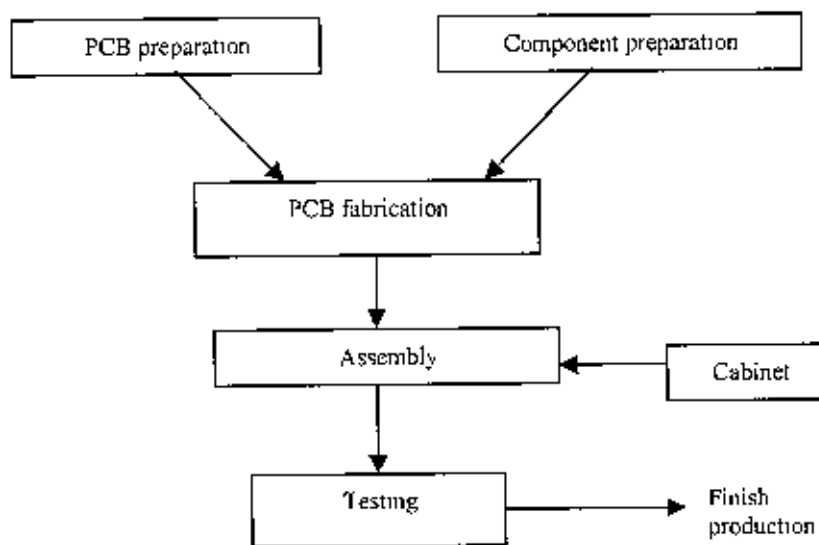 PCB preparation
Component preparation
PCB fabrication
Assembly
Cabinet
Testing
Finish
production